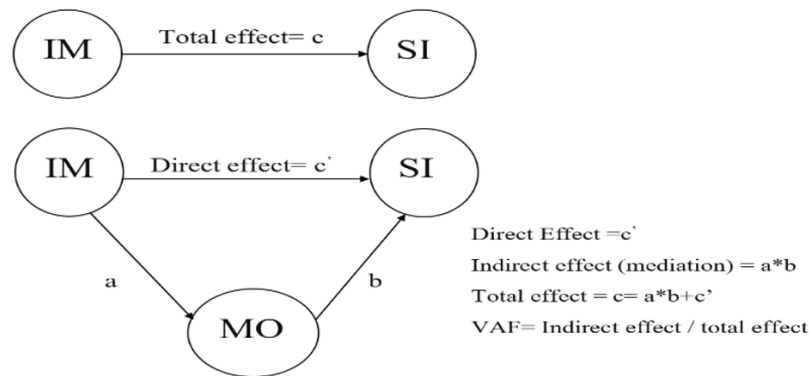 IM
Total effect= c
SI
IM
Direct effect= c'
SI
a
b
MO
Direct Effect =c'
Indirect effect (mediation) = a*b
Total effect = c= a*b+c’
VAF= Indirect effect / total effect